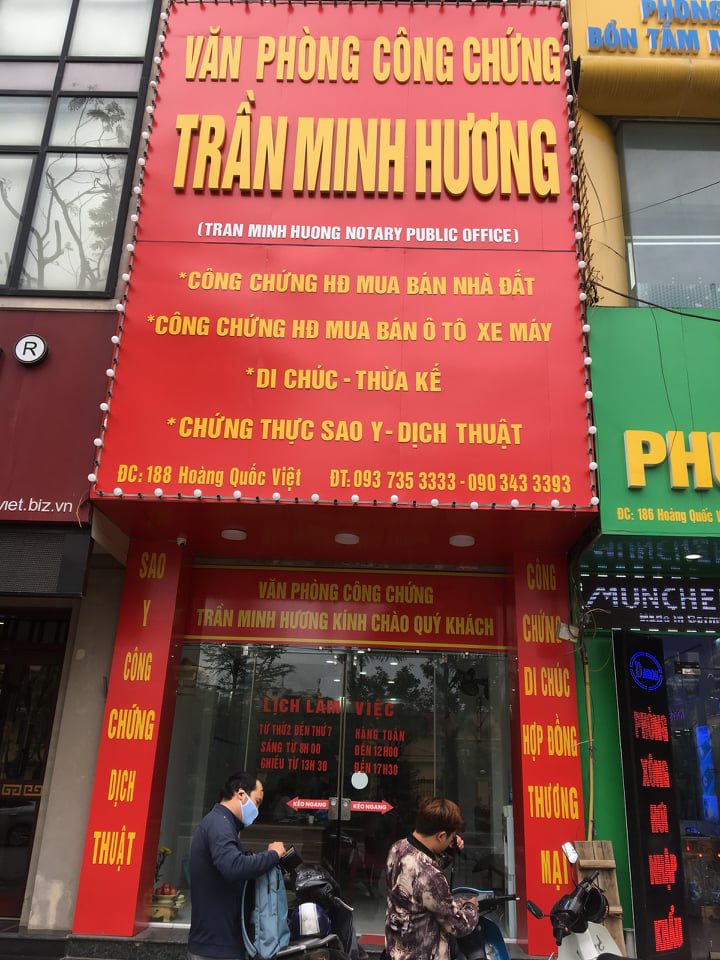 VĂN PHÒNG CÔNG CHỨNG
TRẦN MINH HƯƠNG
(TRAN MINH HUONG NOTARY PUBLIC OFFICE)
*CÔNG CHỨNG HĐ MUA BÁN NHÀ ĐẤT
*CÔNG CHỨNG HĐ MUA BÁN Ô TÔ XE MÁY
*DI CHÚC - THỪA KẾ
*CHỨNG THỰC SAO Y - DỊCH THUẬT
ĐC: 188 Hoàng Quốc Việt ĐT: 093 735 3333 - 090 343 3393
VĂN PHÒNG CÔNG CHỨNG
TRẦN MINH HƯƠNG KÍNH CHÀO QUÝ KHÁCH
SAO
Y
CÔNG
CHỨNG
DỊCH
THUẬT
LỊCH LÀM VIỆC
TỪ THỨ 2 ĐẾN THỨ 7 HÀNG TUẦN
SÁNG TỪ 8H 00 ĐẾN 12H00
CHIỀU TỪ 13H 30 ĐẾN 17H30
KÉO NGANG
KÉO NGANG
CÔNG
CHỨNG
DI CHÚC
HỢP ĐỒNG
THƯƠNG
MẠI
R
viet.biz.vn
PHÒNG
BỒN TẮM
ĐC: 186 Hoàng Quốc
MUNCHE
PHÒNG
XÔNG
HƠI
NHẬP
KHẨU